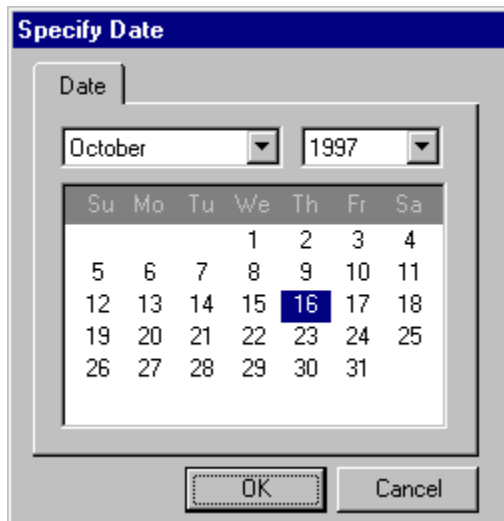 Specify Date
Date
October 1997
Su Mo Tu We Th Fr Sa
1 2 3 4
5 6 7 8 9 10 11
12 13 14 15 16 17 18
19 20 21 22 23 24 25
26 27 28 29 30 31
OK Cancel